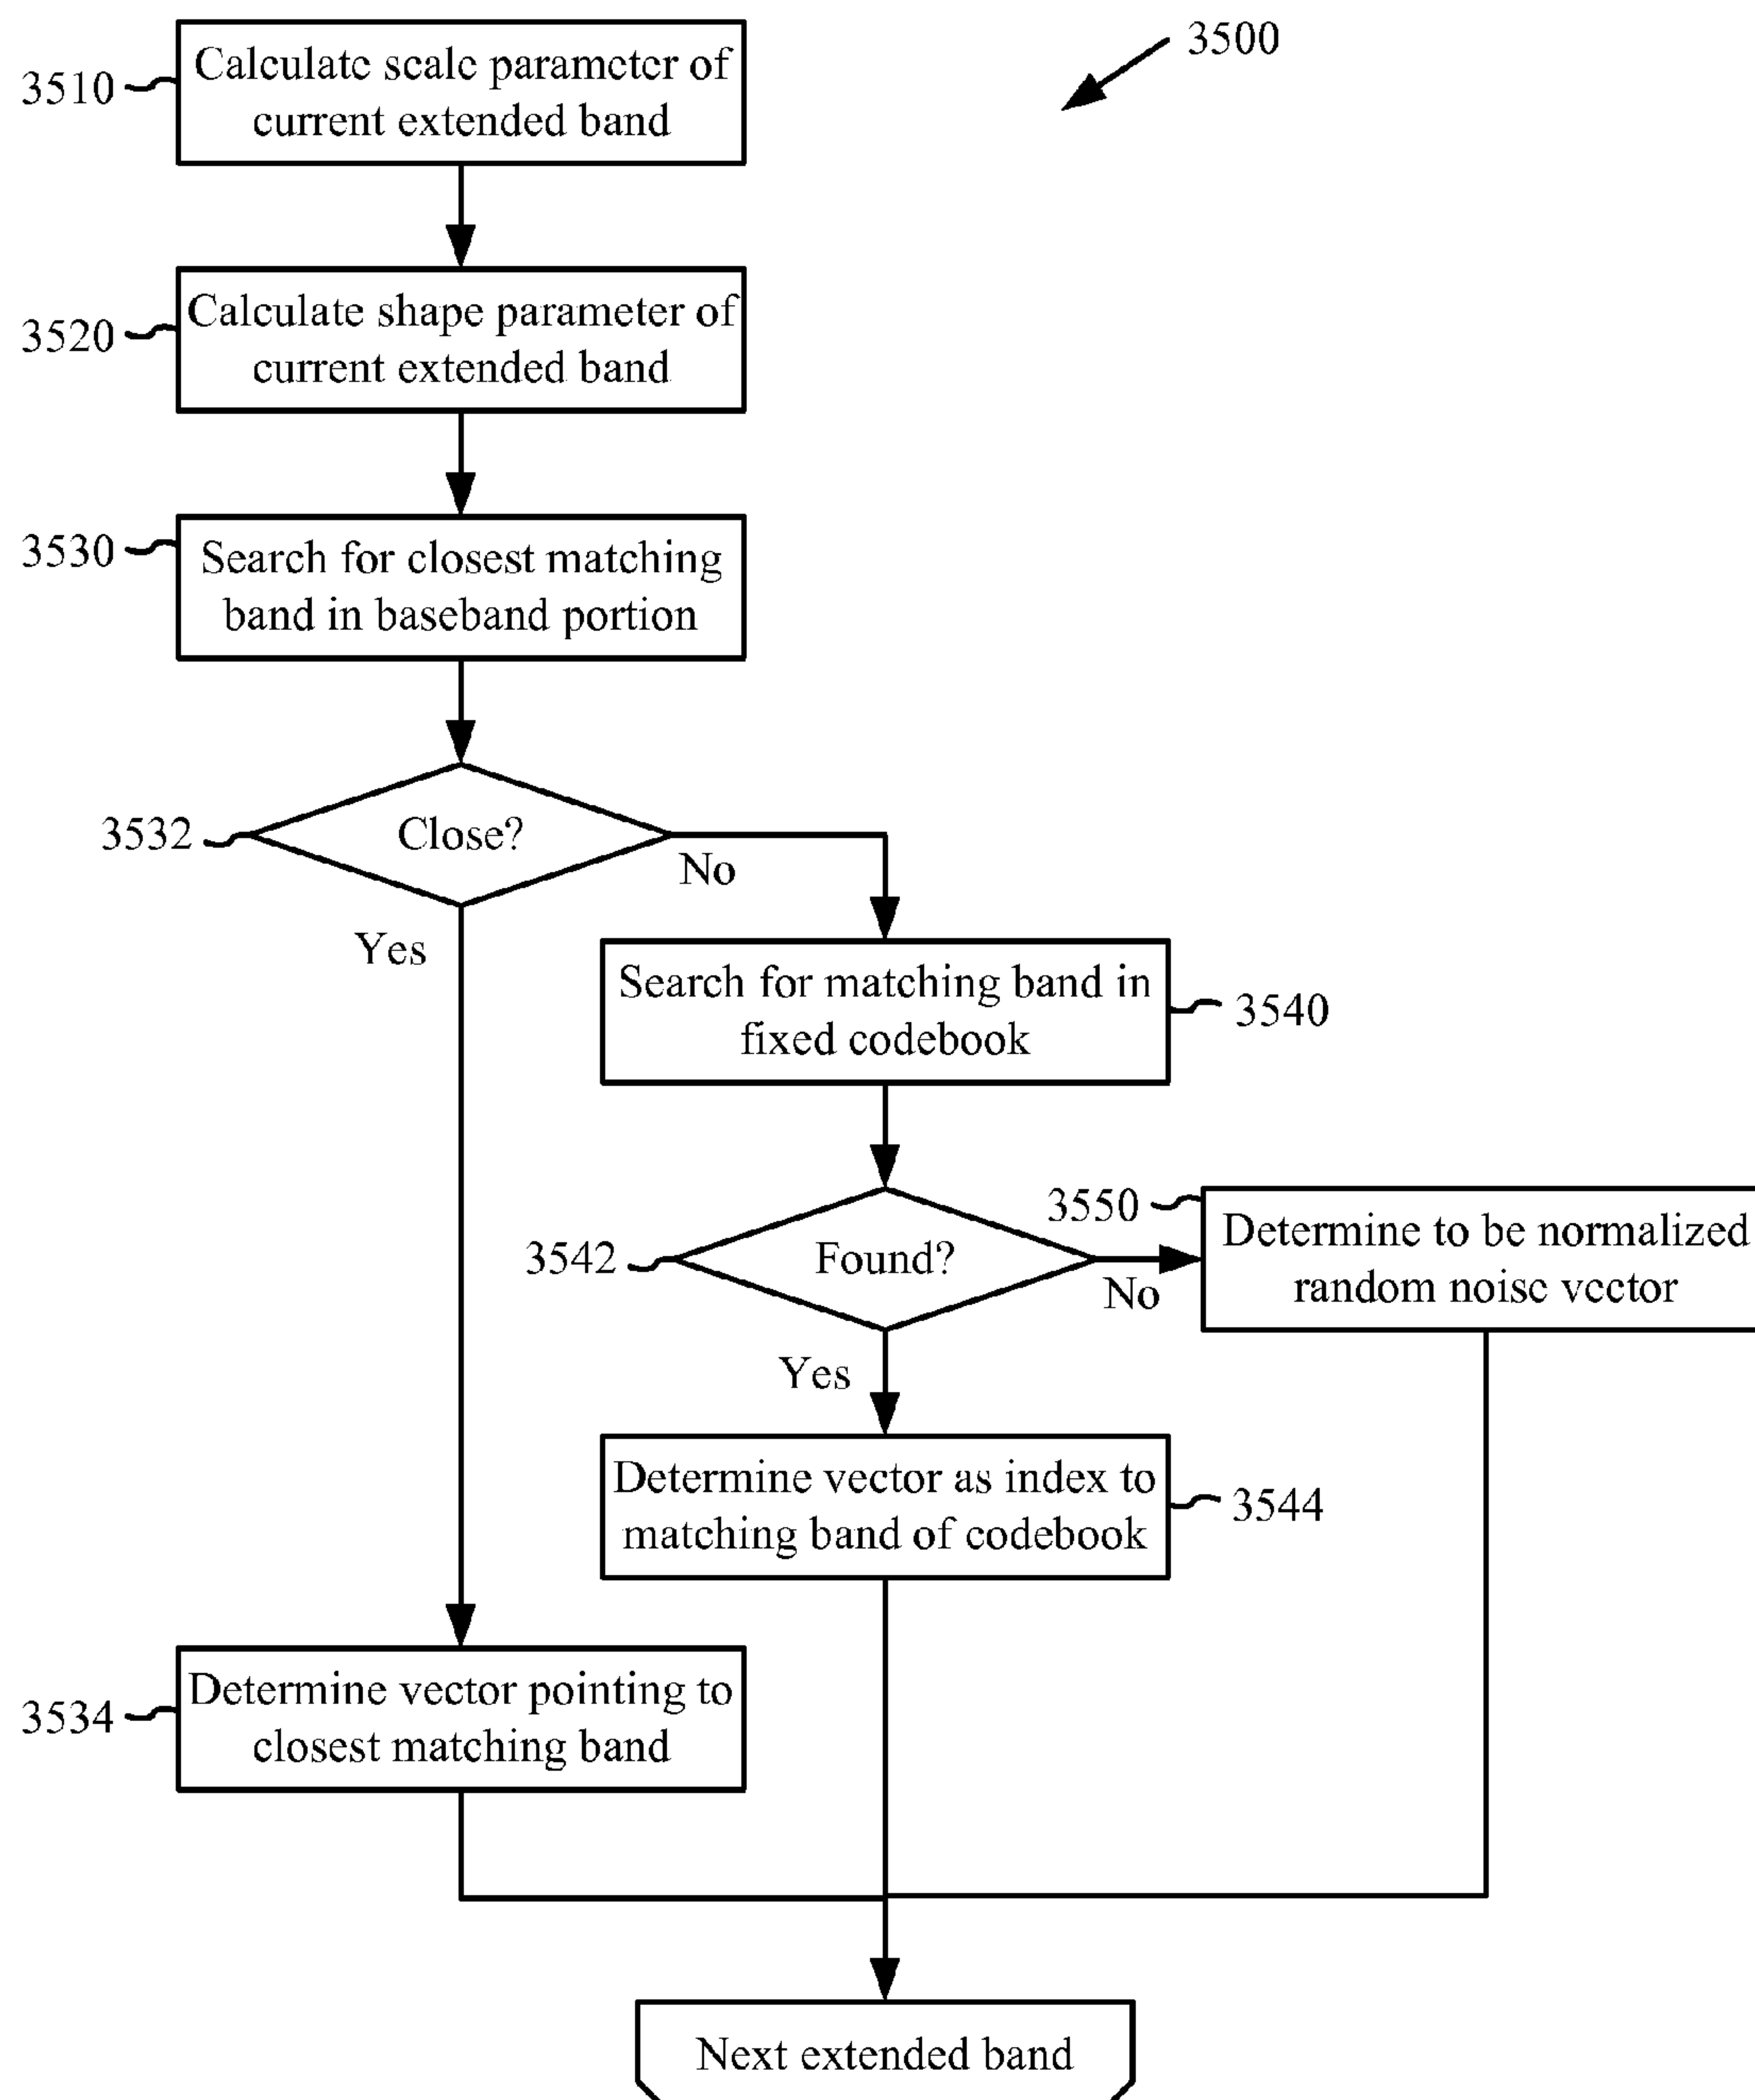 3500
3510
Calculate scale parameter of
current extended band
3520
Calculate shape parameter of
current extended band
3530
Search for closest matching
band in baseband portion
3532
Close?
No
Yes
Search for matching band in
fixed codebook
3540
3542
Found?
No
3550
Determine to be normalized
random noise vector
Yes
Determine vector as index to
matching band of codebook
3544
3534
Determine vector pointing to
closest matching band
Next extended band